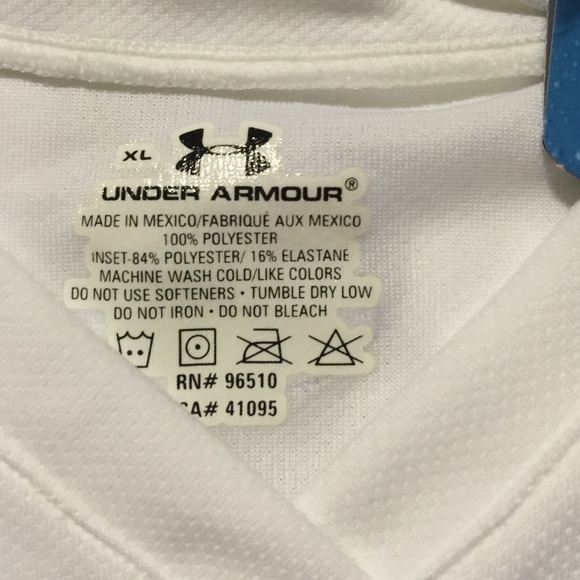 XL
UNDER ARMOUR®
MADE IN MEXICO/FABRIQUÉ AUX MEXICO
100% POLYESTER
INSET-84% POLYESTER/ 16% ELASTANE
MACHINE WASH COLD/LIKE COLORS
DO NOT USE SOFTENERS • TUMBLE DRY LOW
DO NOT IRON • DO NOT BLEACH
RN# 96510
CA# 41095